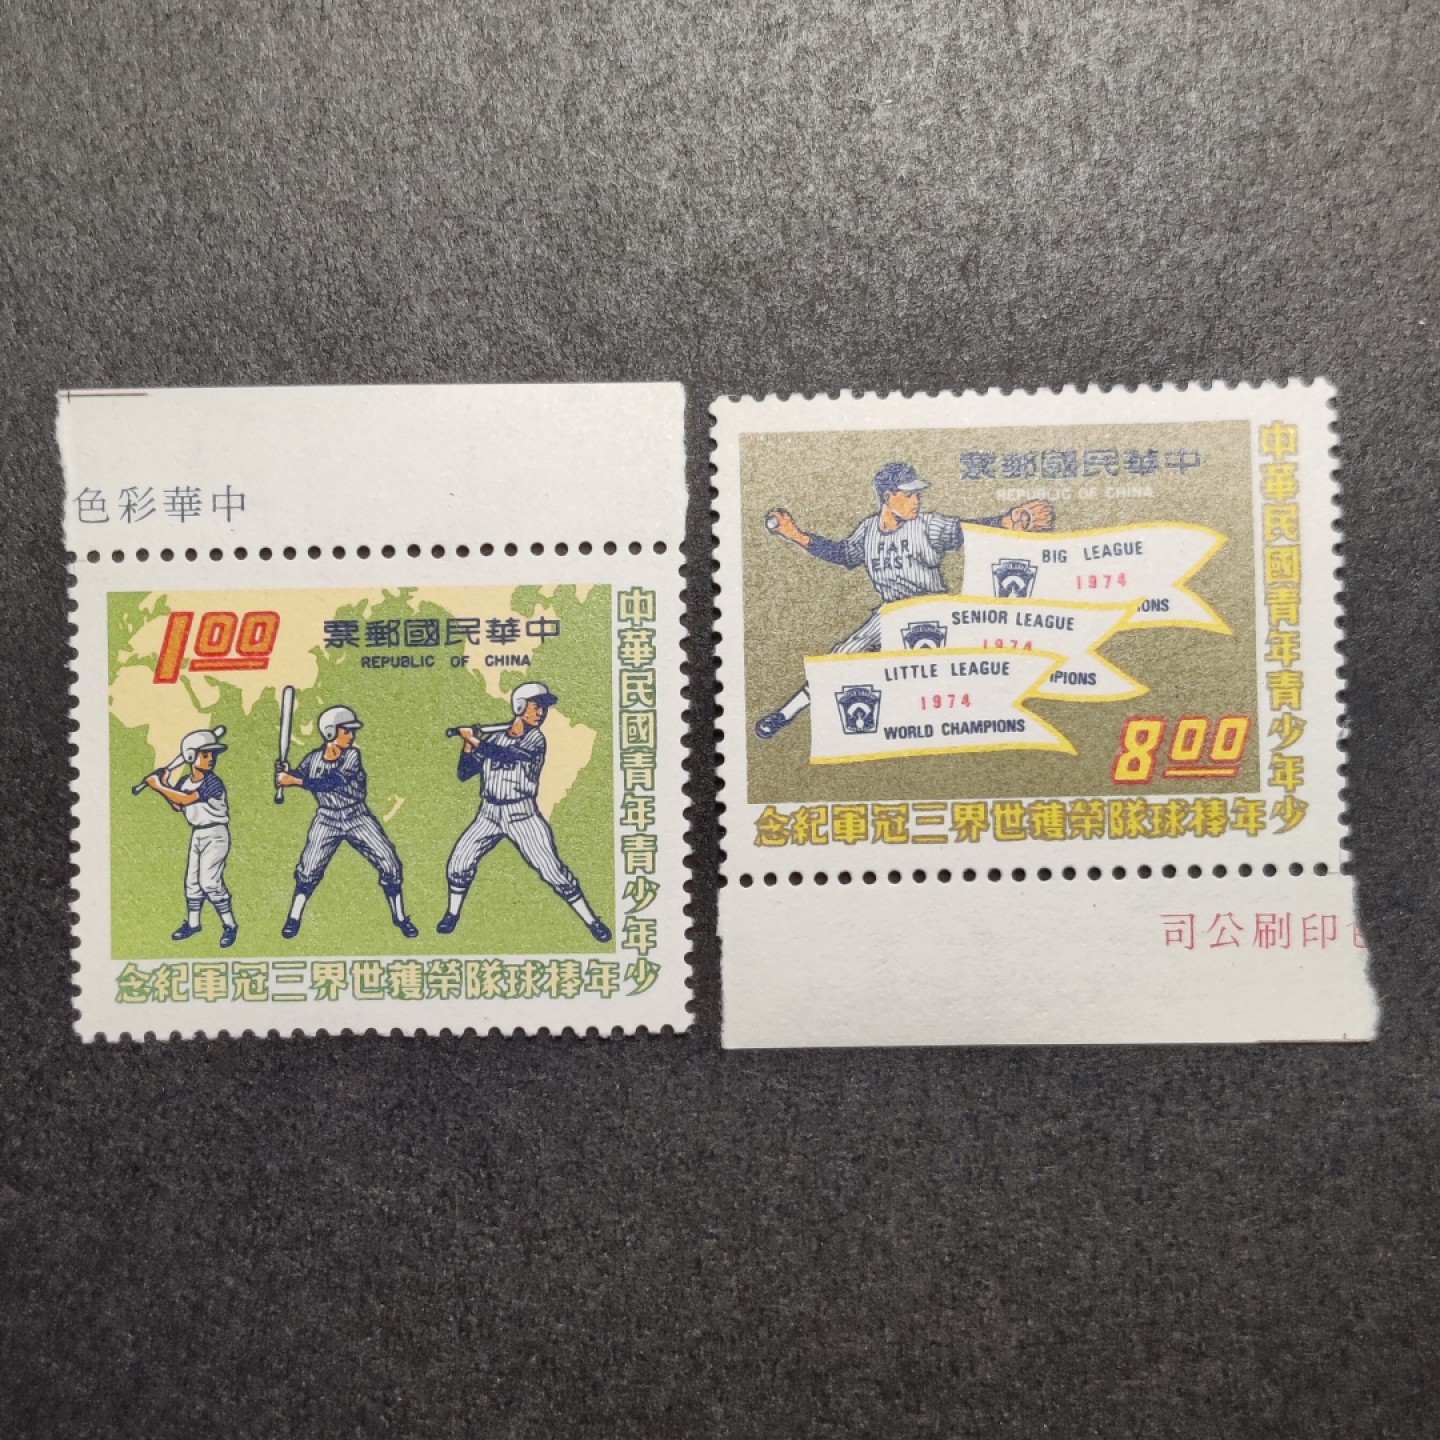 中華彩色
1.00
中華民國郵票
REPUBLIC OF CHINA
中華民國青年青少年
少年棒球隊榮獲世界三冠軍紀念
中華民國郵票
REPUBLIC OF CHINA
FAR
EAST
BIG LEAGUE
1974
IONS
SENIOR LEAGUE
1974
PIONS
LITTLE LEAGUE
1974
WORLD CHAMPIONS
8.00
中華民國青年青少年
少年棒球隊榮獲世界三冠軍紀念
印刷公司